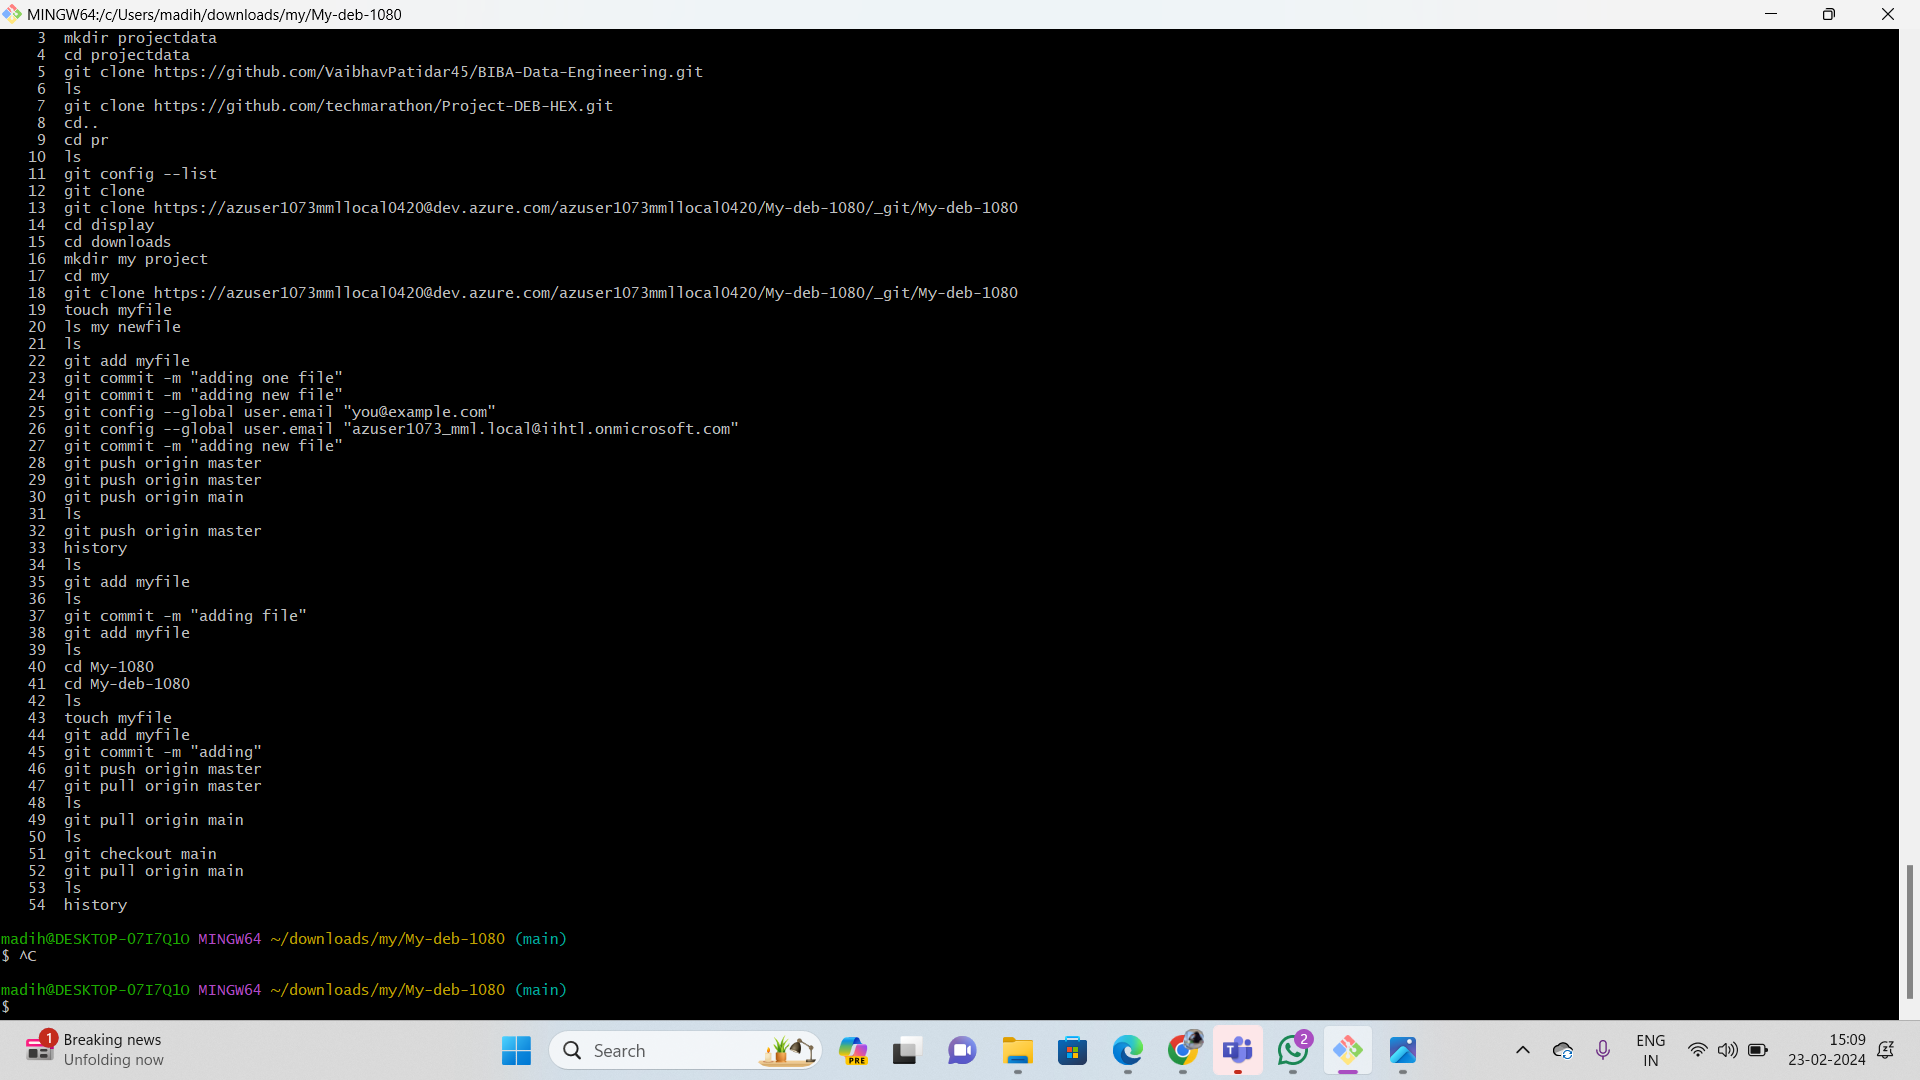 MINGW64:/c/Users/madih/downloads/my/My-deb-1080
3 mkdir projectdata
4 cd projectdata
5 git clone https://github.com/VaibhavPatidar45/BIBA-Data-Engineering.git
6 ls
7 git clone https://github.com/techmarathon/Project-DEB-HEX.git
8 cd..
9 cd pr
10 ls
11 git config --list
12 git clone
13 git clone https://azuser1073mmllocal0420@dev.azure.com/azuser1073mmllocal0420/My-deb-1080/_git/My-deb-1080
14 cd display
15 cd downloads
16 mkdir my project
17 cd my
18 git clone https://azuser1073mmllocal0420@dev.azure.com/azuser1073mmllocal0420/My-deb-1080/_git/My-deb-1080
19 touch myfile
20 ls my newfile
21 ls
22 git add myfile
23 git commit -m "adding one file"
24 git commit -m "adding new file"
25 git config --global user.email "you@example.com"
26 git config --global user.email "azuser1073_mml.local@iihtl.onmicrosoft.com"
27 git commit -m "adding new file"
28 git push origin master
29 git push origin master
30 git push origin main
31 ls
32 git push origin master
33 history
34 ls
35 git add myfile
36 ls
37 git commit -m "adding file"
38 git add myfile
39 ls
40 cd My-1080
41 cd My-deb-1080
42 ls
43 touch myfile
44 git add myfile
45 git commit -m "adding"
46 git push origin master
47 git pull origin master
48 ls
49 git pull origin main
50 ls
51 git checkout main
52 git pull origin main
53 ls
54 history
madih@DESKTOP-07I7Q1O MINGW64 ~/downloads/my/My-deb-1080 (main)
$ ^C
madih@DESKTOP-07I7Q1O MINGW64 ~/downloads/my/My-deb-1080 (main)
$
1 Breaking news
Unfolding now
Search
PRE
2
ENG
IN
15:09
23-02-2024